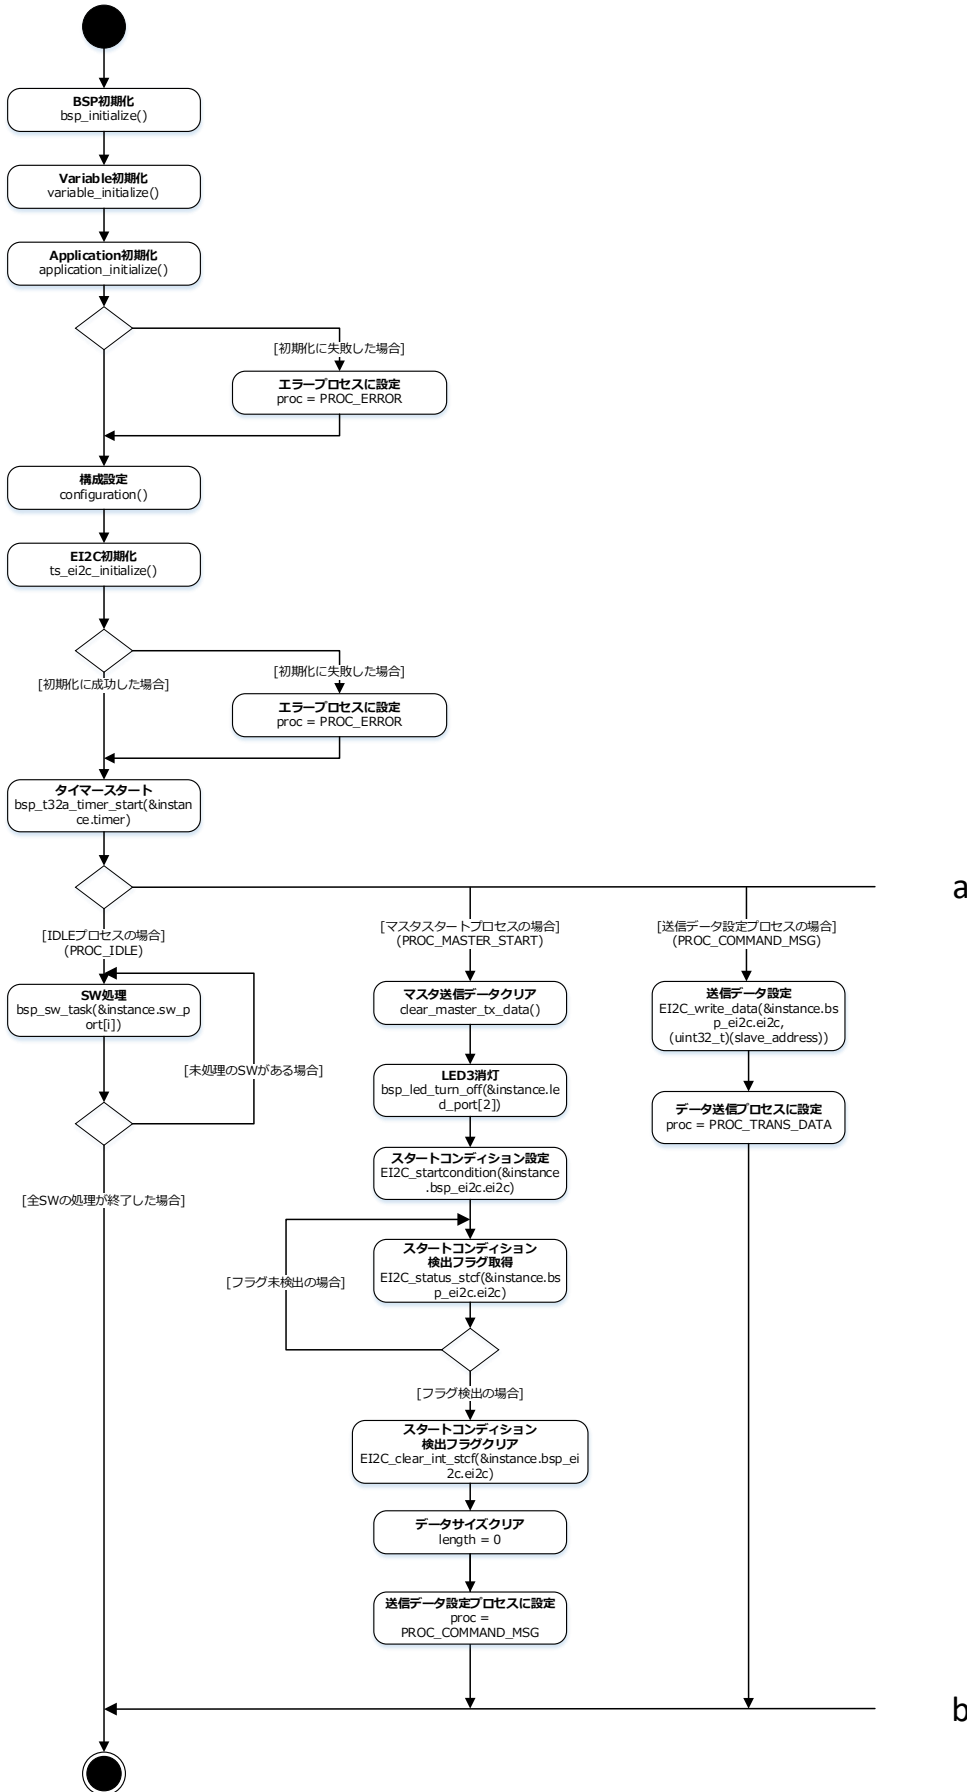 BSP初期化
bsp_initialize()
Variable初期化
variable_initialize()
Application初期化
application_initialize()
[初期化に失敗した場合]
エラープロセスに設定
proc = PROC_ERROR
構成設定
configuration()
EI2C初期化
ts_ei2c_initialize()
[初期化に失敗した場合]
[初期化に成功した場合]
エラープロセスに設定
proc = PROC_ERROR
タイマースタート
bsp_t32a_timer_start(&instan
ce.timer)
a
[IDLEプロセスの場合]
(PROC_IDLE)
SW処理
bsp_sw_task(&instance.sw_p
ort[i])
[未処理のSWがある場合]
[全SWの処理が終了した場合]
[マスタスタートプロセスの場合]
(PROC_MASTER_START)
マスタ送信データクリア
clear_master_tx_data()
LED3消灯
bsp_led_turn_off(&instance.le
d_port[2])
スタートコンディション設定
EI2C_startcondition(&instance
.bsp_ei2c.ei2c)
スタートコンディション
検出フラグ取得
EI2C_status_stcf(&instance.bs
p_ei2c.ei2c)
[フラグ未検出の場合]
[フラグ検出の場合]
スタートコンディション
検出フラグクリア
EI2C_clear_int_stcf(&instance.bsp_ei
2c.ei2c)
データサイズクリア
length = 0
送信データ設定プロセスに設定
proc =
PROC_COMMAND_MSG
[送信データ設定プロセスの場合]
(PROC_COMMAND_MSG)
送信データ設定
EI2C_write_data(&instance.bs
p_ei2c.ei2c,
(uint32_t)(slave_address))
データ送信プロセスに設定
proc = PROC_TRANS_DATA
b